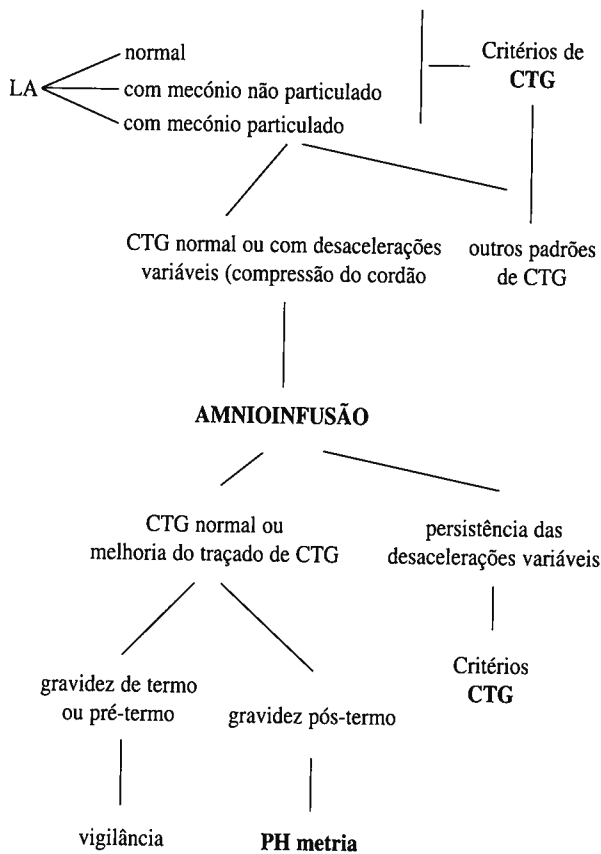 normal
LA
com mecónio não particulado
com mecónio particulado
Critérios de
CTG
CTG normal ou com desacelerações
variáveis (compressão do cordão
outros padrões
de CTG
AMNIOINFUSÃO
CTG normal ou
melhoria do traçado de CTG
persistência das
desacelerações variáveis
Critérios
CTG
gravidez de termo
ou pré-termo
gravidez pós-termo
vigilância
PH metria